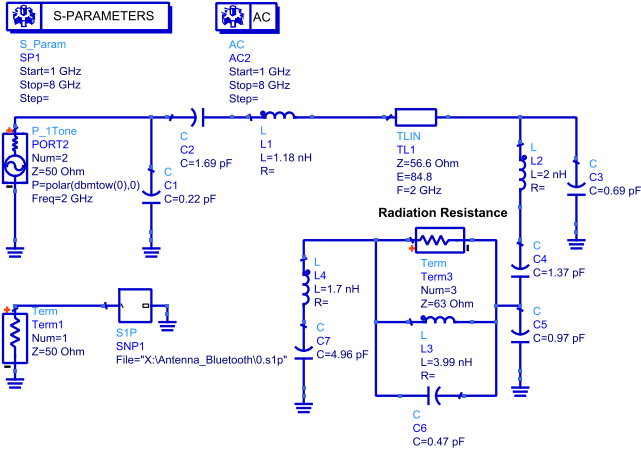 S-PARAMETERS
AC
S_Param
SP1
Start=1 GHz
Stop=8 GHz
Step=
AC
AC2
Start=1 GHz
Stop=8 GHz
Step=
P_1Tone
PORT2
Num=2
Z=50 Ohm
P=polar(dbmtow(0),0)
Freq=2 GHz
C
C1
C=0.22 pF
C
C2
C=1.69 pF
L
L1
L=1.18 nH
R=
TLIN
TL1
Z=56.6 Ohm
E=84.8
F=2 GHz
L
L2
L=2 nH
R=
C
C3
C=0.69 pF
Radiation Resistance
Term
Term3
Num=3
Z=63 Ohm
L
L4
L=1.7 nH
R=
C
C4
C=1.37 pF
C
C5
C=0.97 pF
C
C7
C=4.96 pF
L
L3
L=3.99 nH
R=
C
C6
C=0.47 pF
Term
Term1
Num=1
Z=50 Ohm
S1P
SNP1
File="X:\Antenna_Bluetooth\0.s1p"